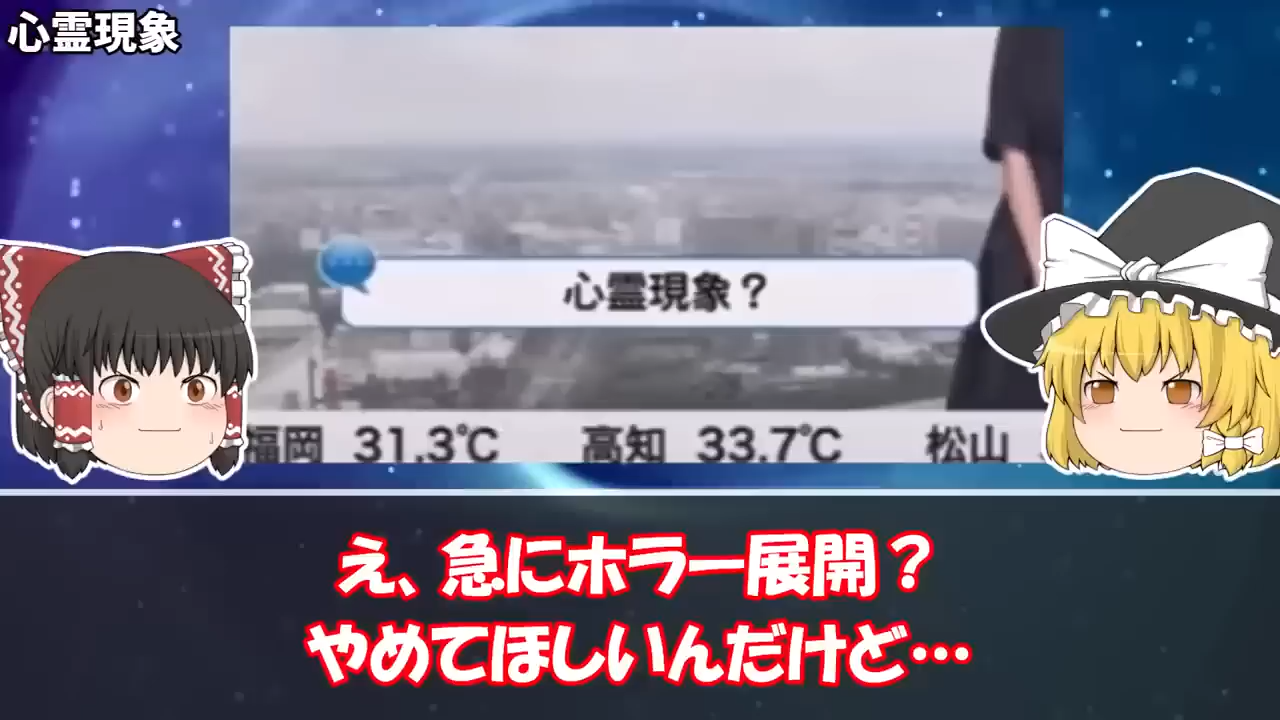 心霊現象
心霊現象？
福岡 31.3℃ 高知 33.7℃ 松山
え、急にホラー展開？
やめてほしいんだけど…